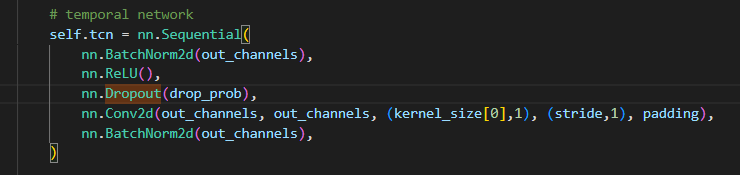 # temporal network
self.tcn = nn.Sequential(
nn.BatchNorm2d(out_channels),
nn.ReLU(),
nn.Dropout(drop_prob),
nn.Conv2d(out_channels, out_channels, (kernel_size[0],1), (stride,1), padding),
nn.BatchNorm2d(out_channels),
)